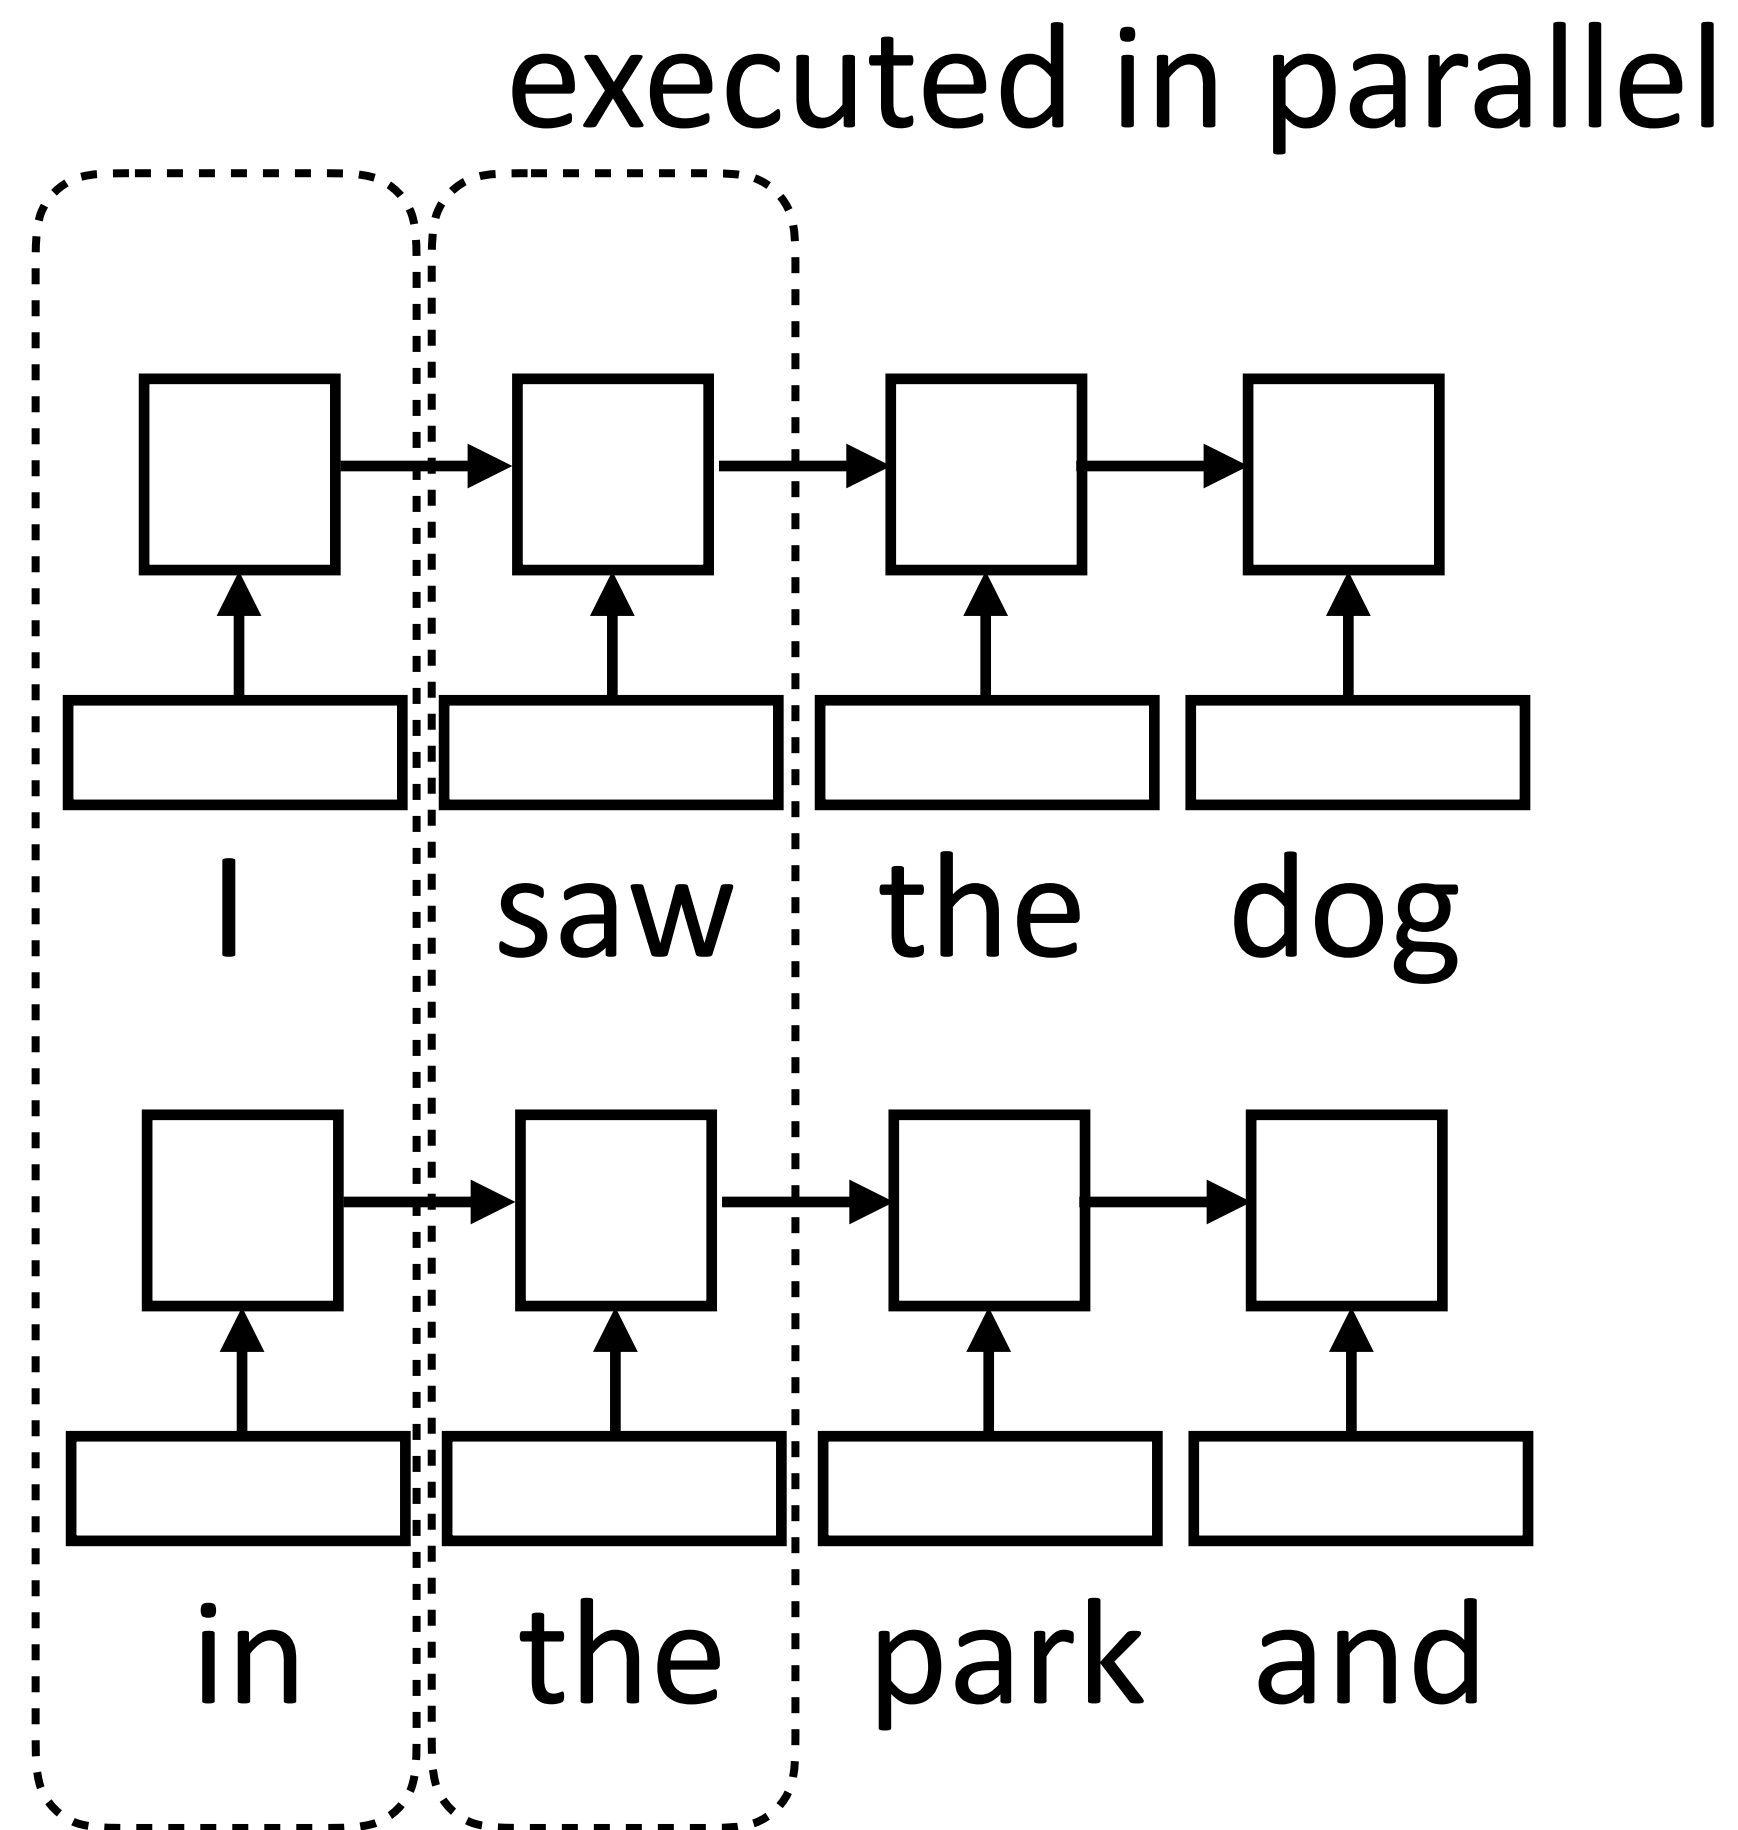 executed in parallel
I saw the dog
in the park and